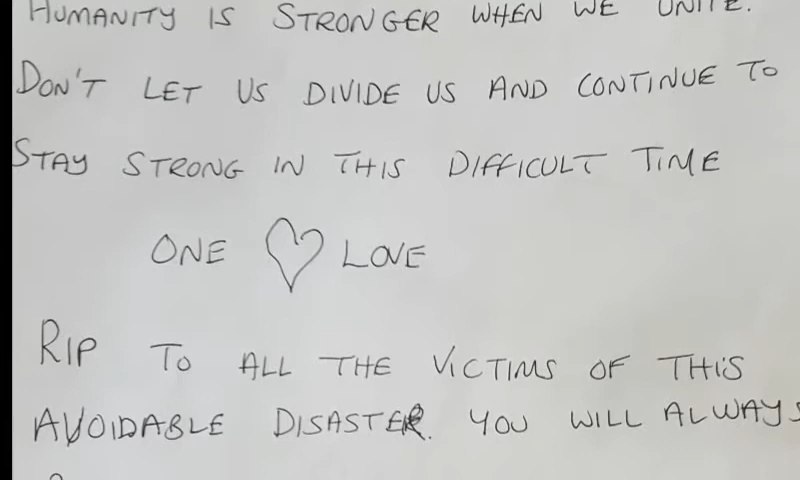 HUMANITY IS STRONGER WHEN WE UNITE.
DON'T LET US DIVIDE US AND CONTINUE TO
STAY STRONG IN THIS DIFFICULT TIME
ONE LOVE
RIP TO ALL THE VICTIMS OF THIS
AVOIDABLE DISASTER. YOU WILL ALWAYS